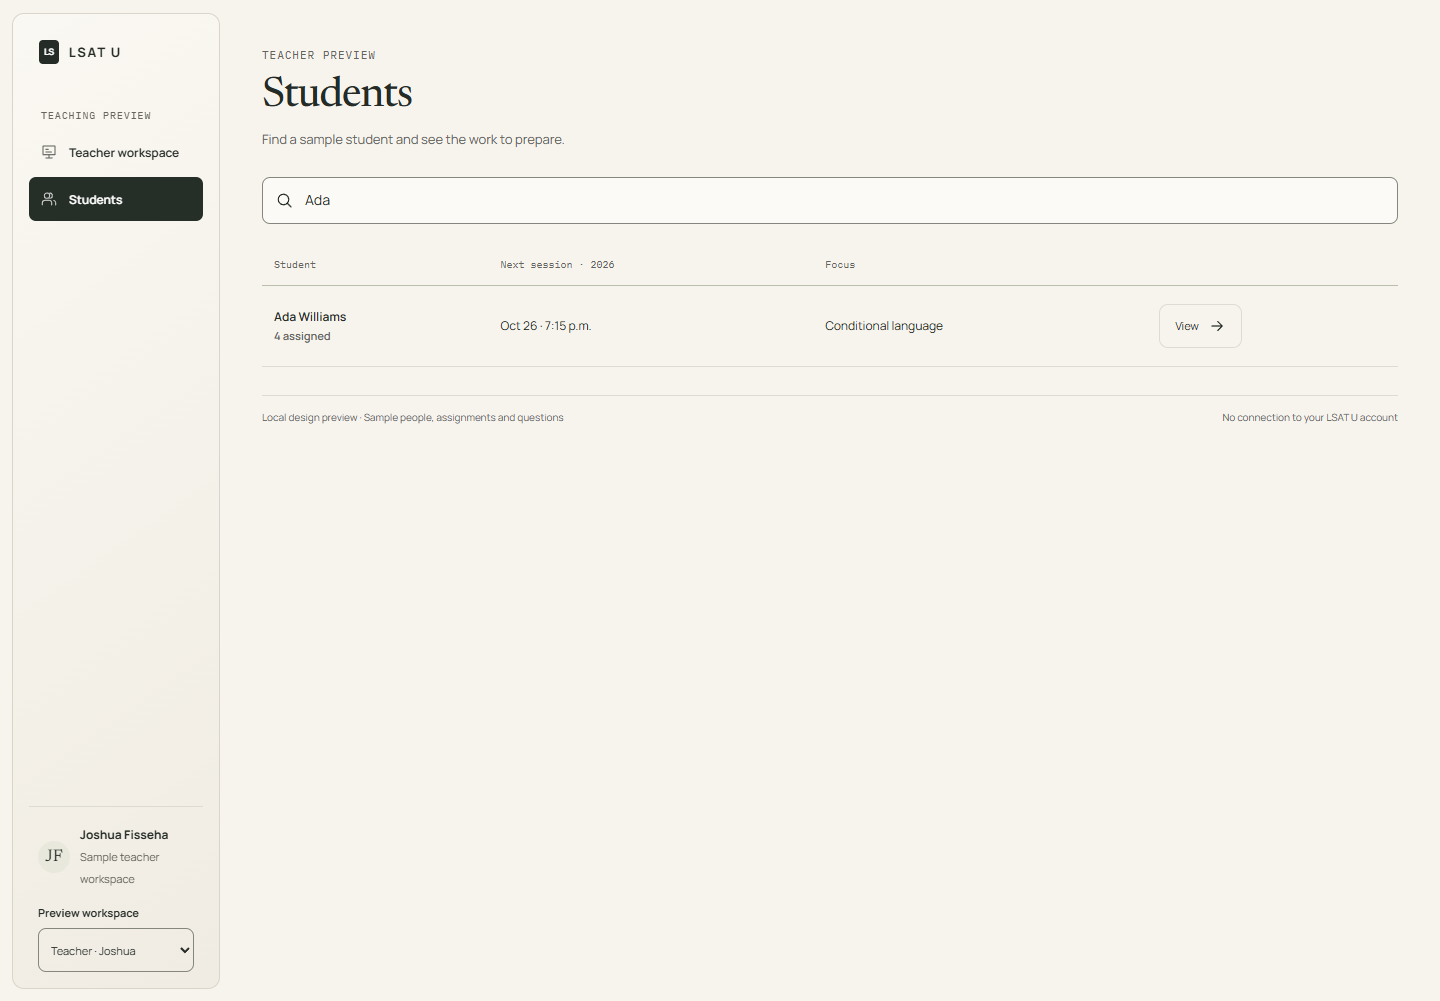 LS LSAT U
TEACHING PREVIEW
Teacher workspace
Students
Joshua Fisseha
Sample teacher
workspace
JF
Preview workspace
Teacher · Joshua
TEACHER PREVIEW
Students
Find a sample student and see the work to prepare.
Ada
Student Next session · 2026 Focus
Ada Williams
4 assigned
Oct 26 · 7:15 p.m.
Conditional language
View
Local design preview · Sample people, assignments and questions
No connection to your LSAT U account